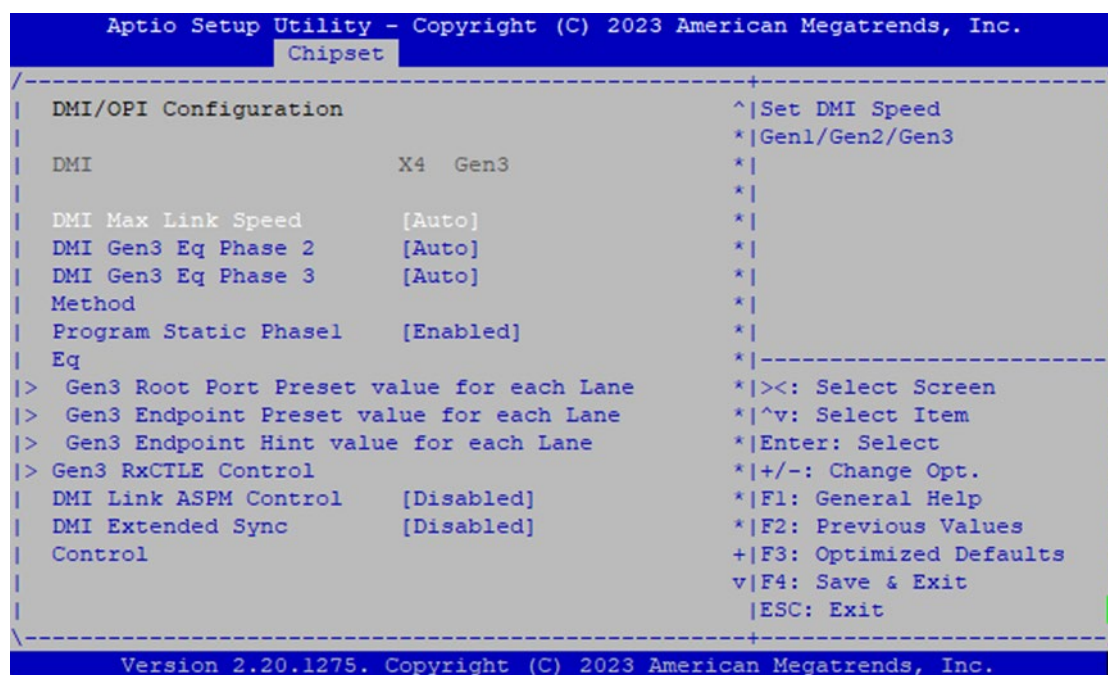 Aptio Setup Utility – Copyright (C) 2023 American Megatrends, Inc.
Chipset
/----------------------------------------------------+-------------------------
|  DMI/OPI Configuration                            ^|Set DMI Speed
|                                                   *|Gen1/Gen2/Gen3
|  DMI                      X4  Gen3                *|
|                                                   *|
|  DMI Max Link Speed       [Auto]                  *|
|  DMI Gen3 Eq Phase 2      [Auto]                  *|
|  DMI Gen3 Eq Phase 3      [Auto]                  *|
|  Method                                           *|
|  Program Static Phase1    [Enabled]               *|
|  Eq                                               *|-------------------------
|>  Gen3 Root Port Preset value for each Lane       *|><: Select Screen
|>  Gen3 Endpoint Preset value for each Lane        *|^v: Select Item
|>  Gen3 Endpoint Hint value for each Lane          *|Enter: Select
|> Gen3 RxCTLE Control                              *|+/-: Change Opt.
|  DMI Link ASPM Control    [Disabled]              *|F1: General Help
|  DMI Extended Sync        [Disabled]              *|F2: Previous Values
|  Control                                          +|F3: Optimized Defaults
|                                                   v|F4: Save & Exit
|                                                    |ESC: Exit
\----------------------------------------------------+-------------------------
Version 2.20.1275. Copyright (C) 2023 American Megatrends, Inc.